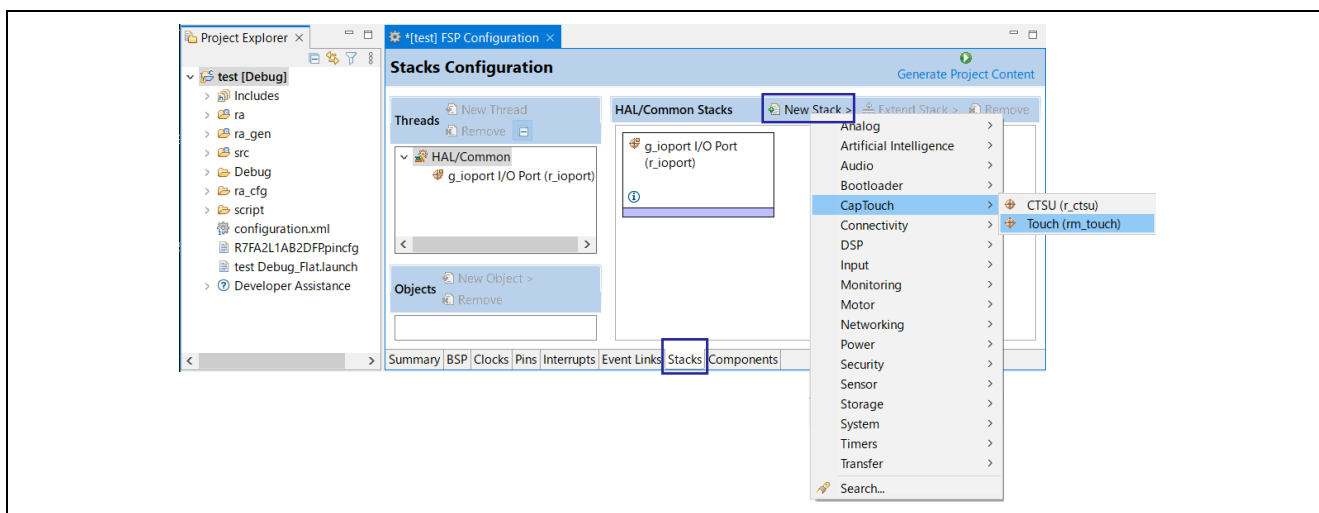 Project Explorer
test [Debug]
Includes
ra
ra_gen
src
Debug
ra_cfg
script
configuration.xml
R7FA2L1AB2DFP.pincfg
test Debug_Flat.launch
Developer Assistance
*[test] FSP Configuration
Stacks Configuration
Generate Project Content
Threads
New Thread
Remove
HAL/Common
g_ioport I/O Port (r_ioport)
Objects
New Object >
Remove
HAL/Common Stacks
New Stack >
Extend Stack >
Remove
g_ioport I/O Port
(r_ioport)
Analog
Artificial Intelligence
Audio
Bootloader
CapTouch
Connectivity
DSP
Input
Monitoring
Motor
Networking
Power
Security
Sensor
Storage
System
Timers
Transfer
Search...
CTSU (r_ctsu)
Touch (rm_touch)
Summary BSP Clocks Pins Interrupts Event Links Stacks Components